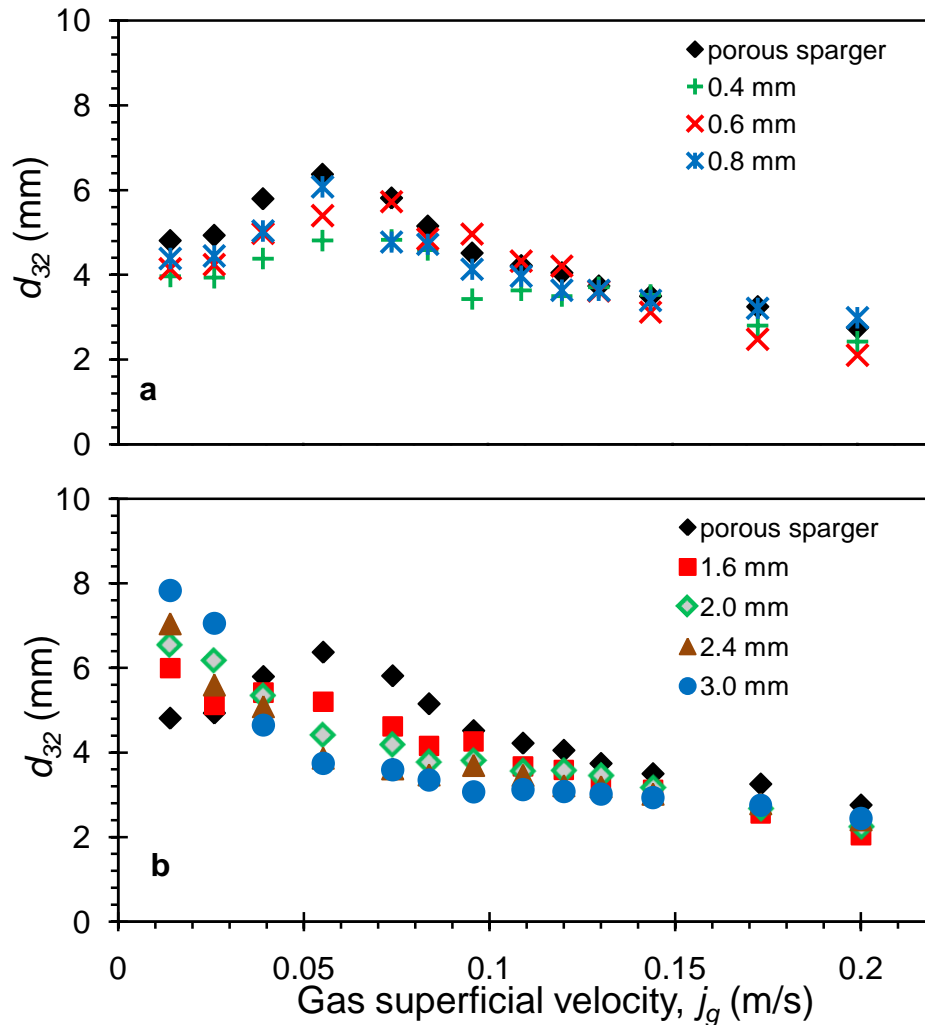 10
8
6
4
2
0
d32 (mm)
porous sparger
0.4 mm
0.6 mm
0.8 mm
a
10
8
6
4
2
0
d32 (mm)
porous sparger
1.6 mm
2.0 mm
2.4 mm
3.0 mm
b
0 0.05 0.1 0.15 0.2
Gas superficial velocity, jg (m/s)